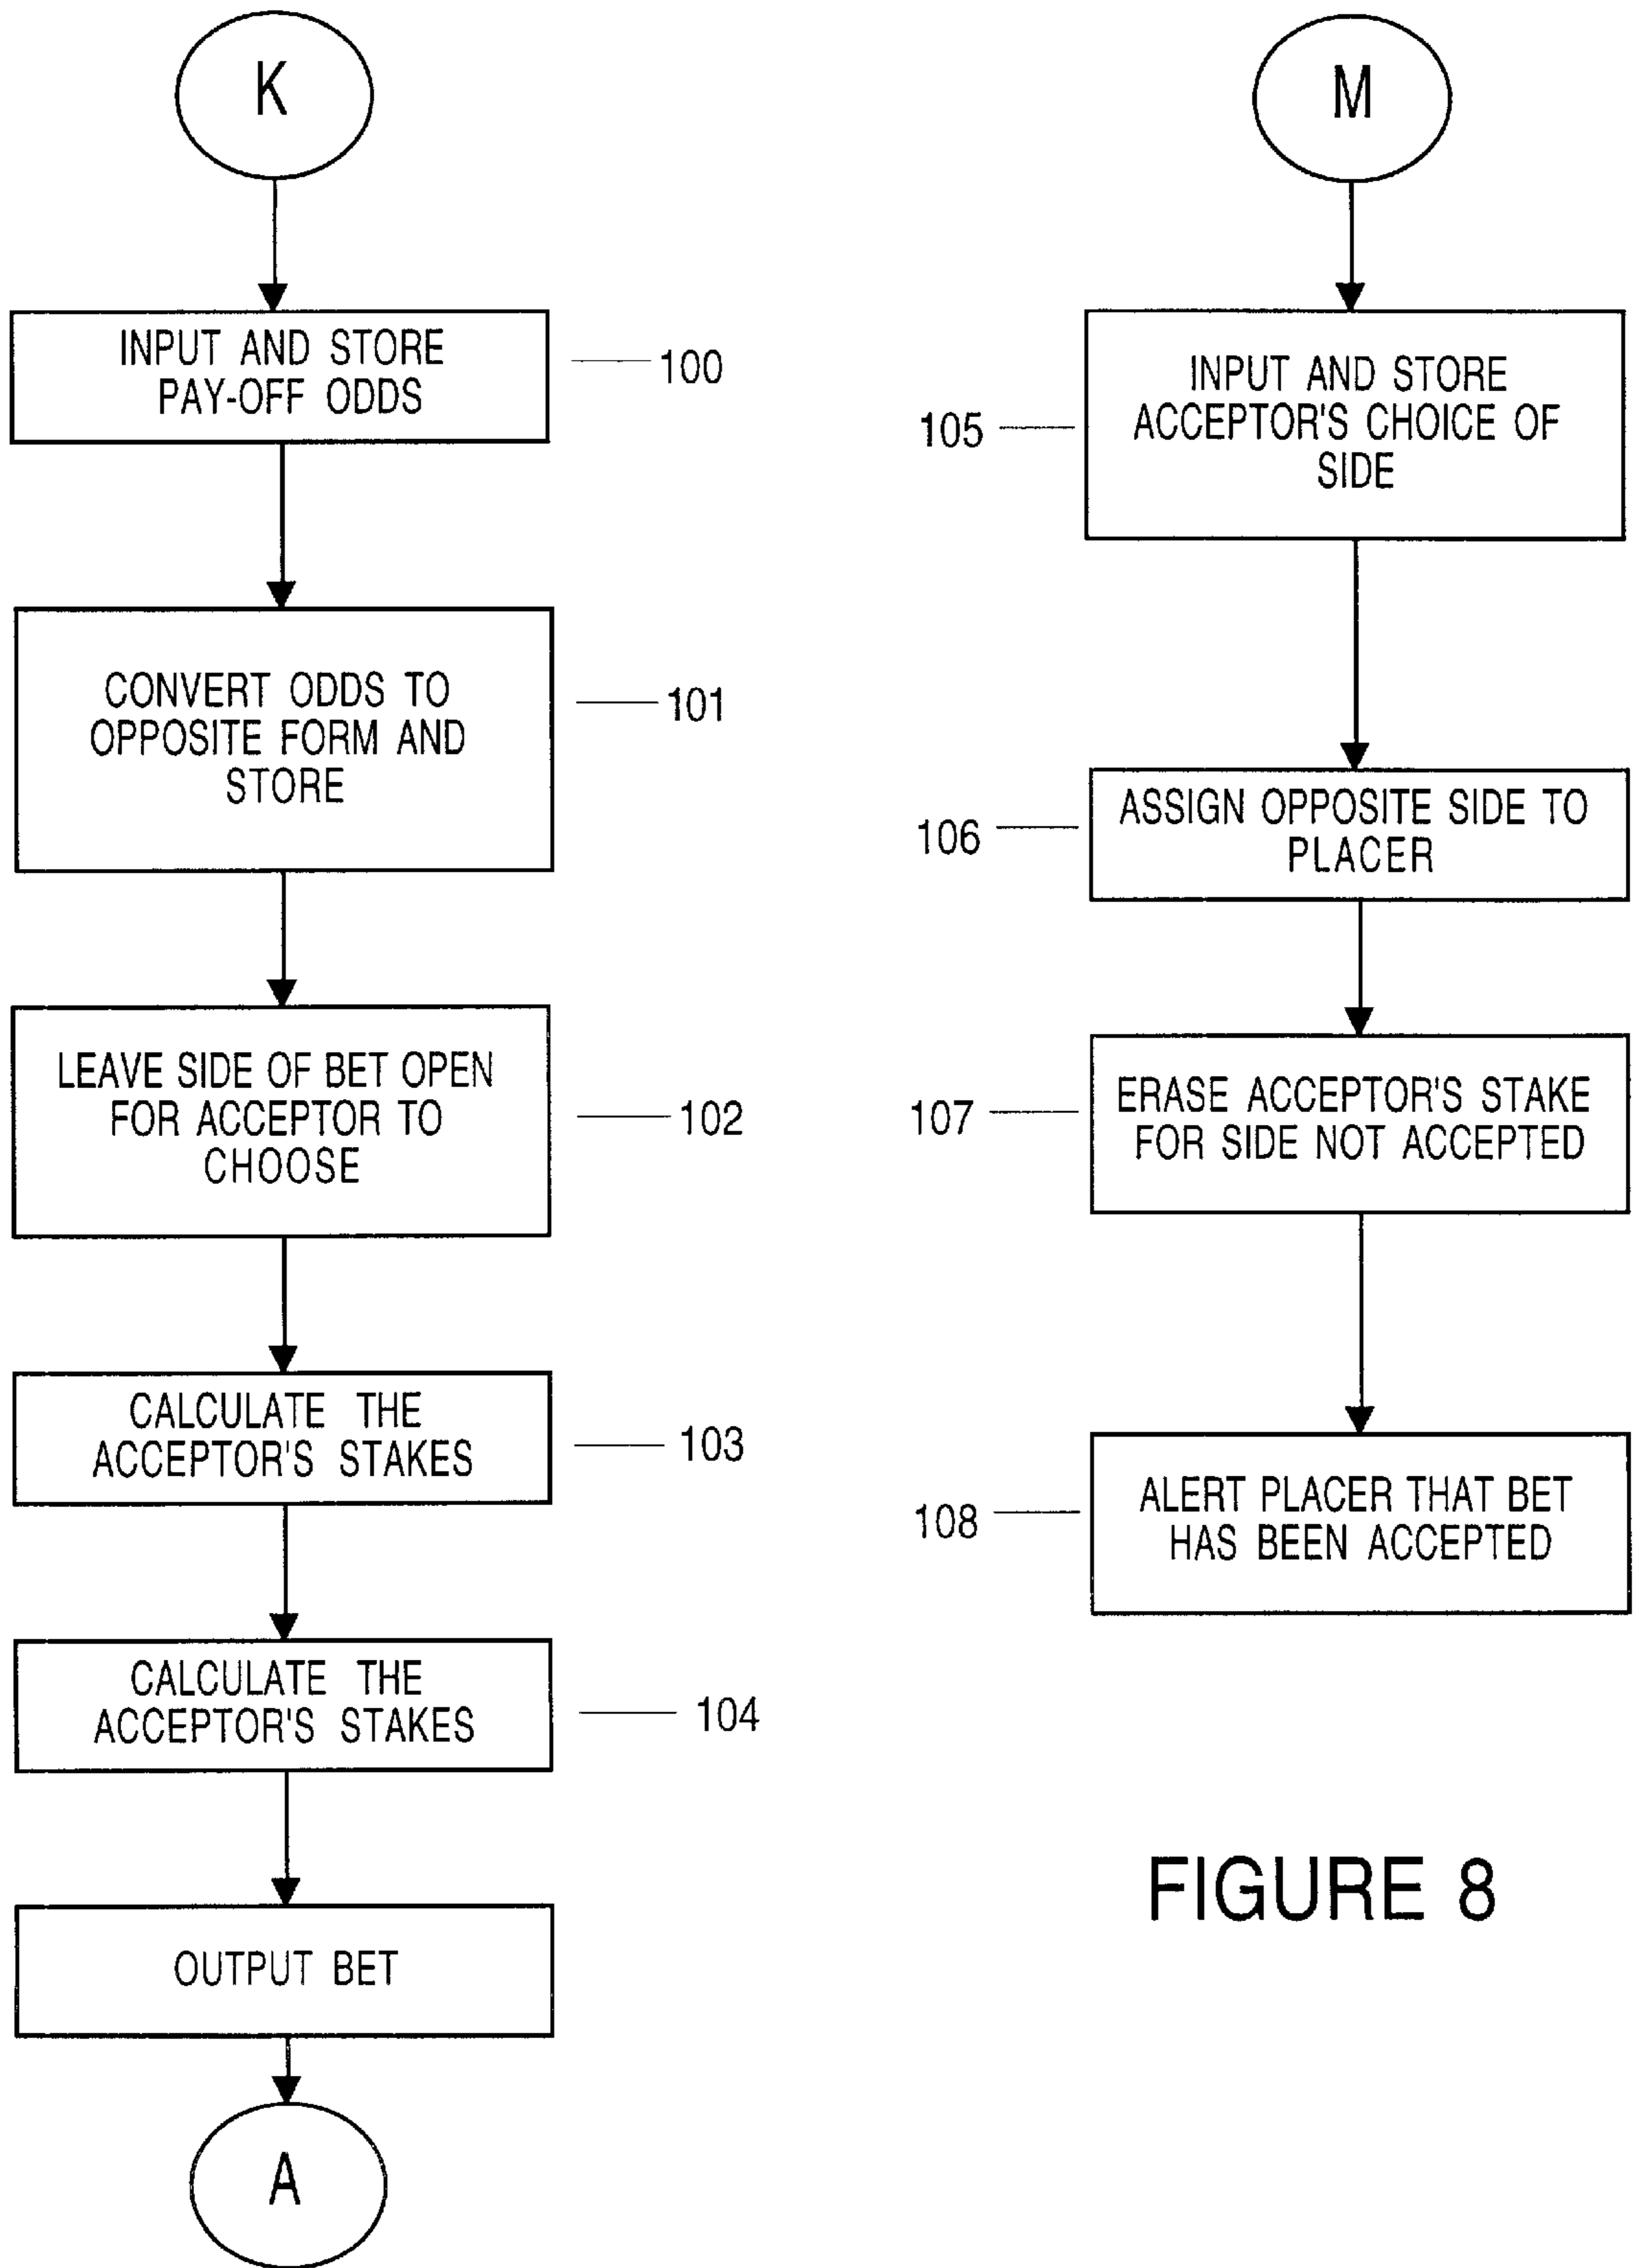 K
INPUT AND STORE
PAY-OFF ODDS
100
CONVERT ODDS TO
OPPOSITE FORM AND
STORE
101
LEAVE SIDE OF BET OPEN
FOR ACCEPTOR TO
CHOOSE
102
CALCULATE THE
ACCEPTOR'S STAKES
103
CALCULATE THE
ACCEPTOR'S STAKES
104
OUTPUT BET
A
M
INPUT AND STORE
ACCEPTOR'S CHOICE OF
SIDE
105
ASSIGN OPPOSITE SIDE TO
PLACER
106
ERASE ACCEPTOR'S STAKE
FOR SIDE NOT ACCEPTED
107
ALERT PLACER THAT BET
HAS BEEN ACCEPTED
108
FIGURE 8